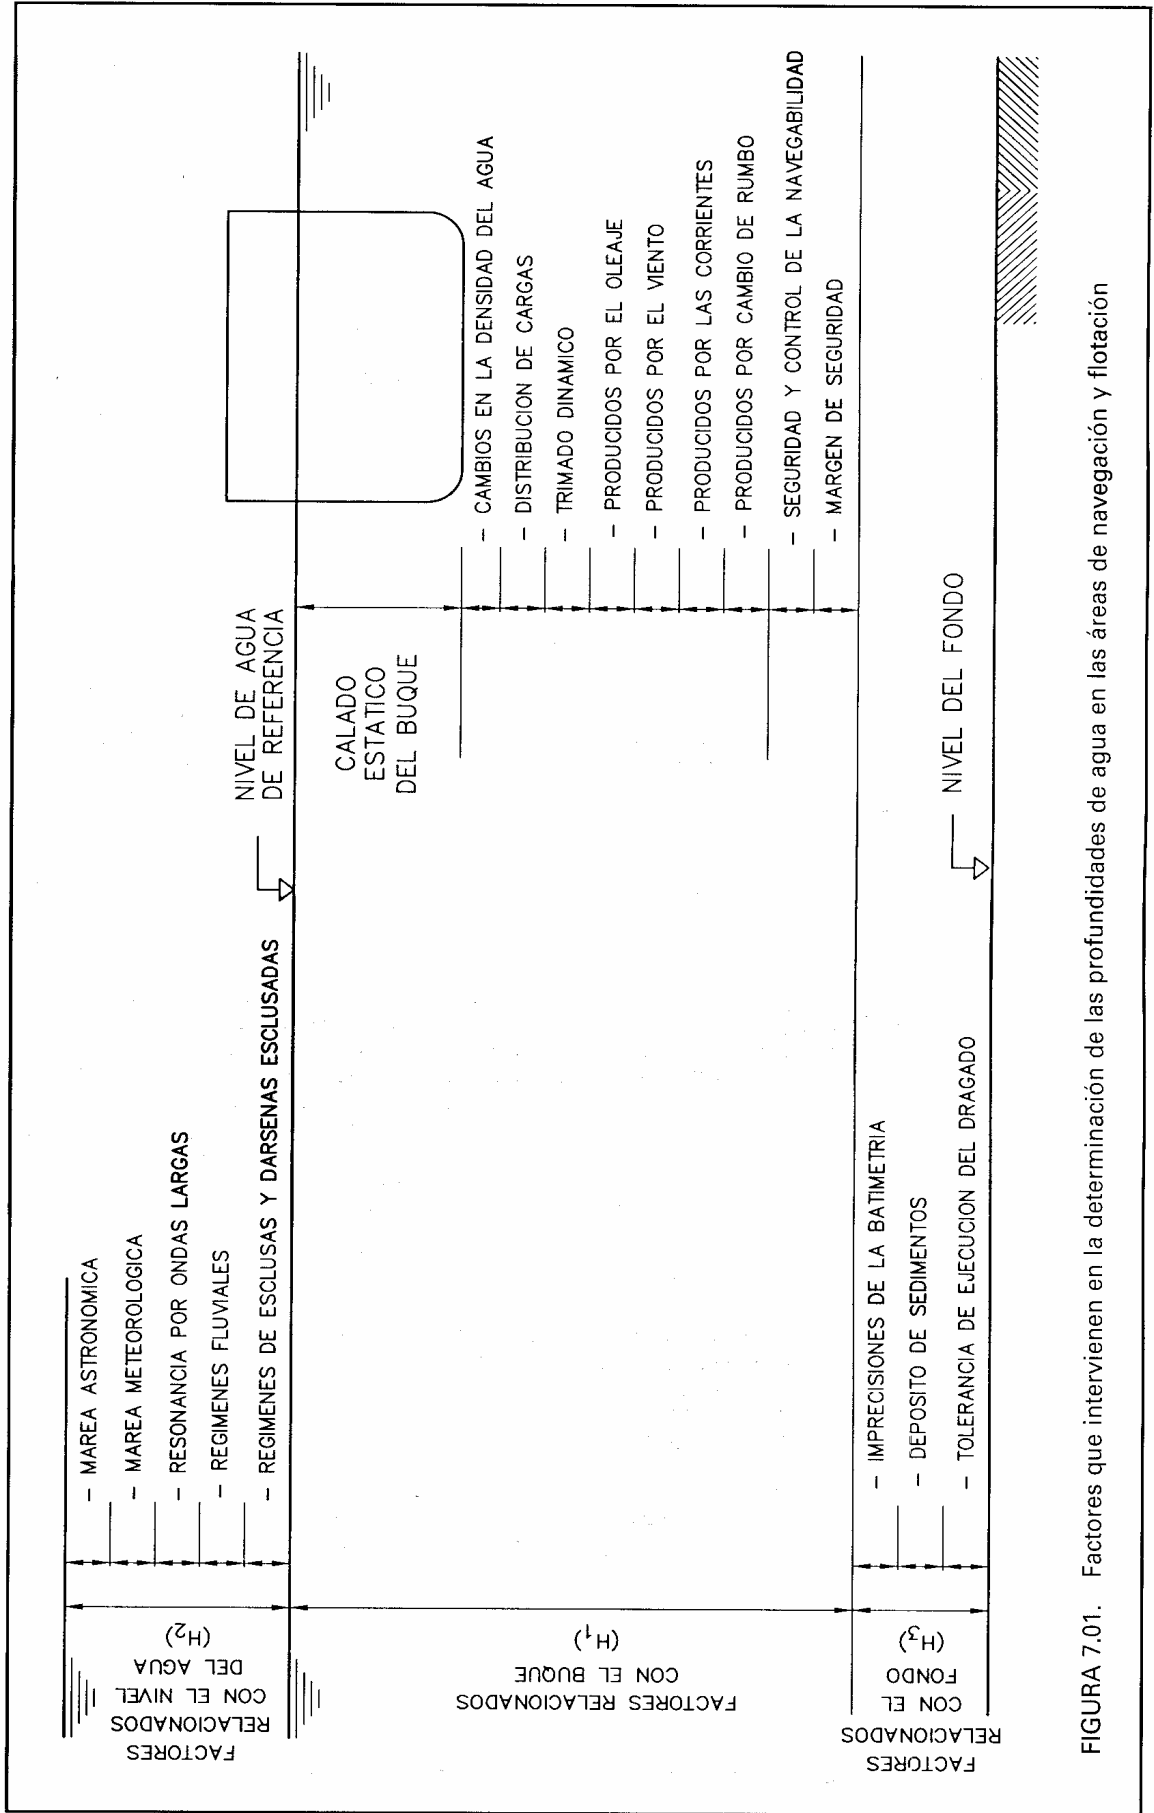 FACTORES
RELACIONADOS
CON EL NIVEL
DEL AGUA
(H2)
- MAREA ASTRONOMICA
- MAREA METEOROLOGICA
- RESONANCIA POR ONDAS LARGAS
- REGIMENES FLUVIALES
- REGIMENES DE ESCLUSAS Y DARSENAS ESCLUSADAS
NIVEL DE AGUA
DE REFERENCIA
FACTORES RELACIONADOS
CON EL BUQUE
(H1)
CALADO
ESTATICO
DEL BUQUE
- CAMBIOS EN LA DENSIDAD DEL AGUA
- DISTRIBUCION DE CARGAS
- TRIMADO DINAMICO
- PRODUCIDOS POR EL OLEAJE
- PRODUCIDOS POR EL VIENTO
- PRODUCIDOS POR LAS CORRIENTES
- PRODUCIDOS POR CAMBIO DE RUMBO
- SEGURIDAD Y CONTROL DE LA NAVEGABILIDAD
- MARGEN DE SEGURIDAD
FACTORES
RELACIONADOS
CON EL
FONDO
(H3)
- IMPRECISIONES DE LA BATIMETRIA
- DEPOSITO DE SEDIMENTOS
- TOLERANCIA DE EJECUCION DEL DRAGADO
NIVEL DEL FONDO
FIGURA 7.01. Factores que intervienen en la determinación de las profundidades de agua en las áreas de navegación y flotación